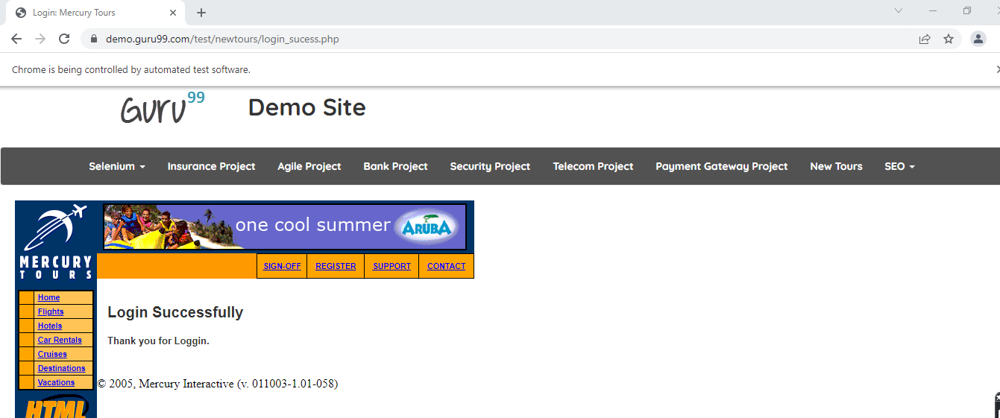 Login: Mercury Tours
demo.guru99.com/test/newtours/login_sucess.php
Chrome is being controlled by automated test software.
Guru99 Demo Site
Selenium Insurance Project Agile Project Bank Project Security Project Telecom Project Payment Gateway Project New Tours SEO
one cool summer ARUBA
MERCURY
TOURS
SIGN-OFF REGISTER SUPPORT CONTACT
Home
Flights
Hotels
Car Rentals
Cruises
Destinations
Vacations
Login Successfully
Thank you for Loggin.
© 2005, Mercury Interactive (v. 011003-1.01-058)
HTML